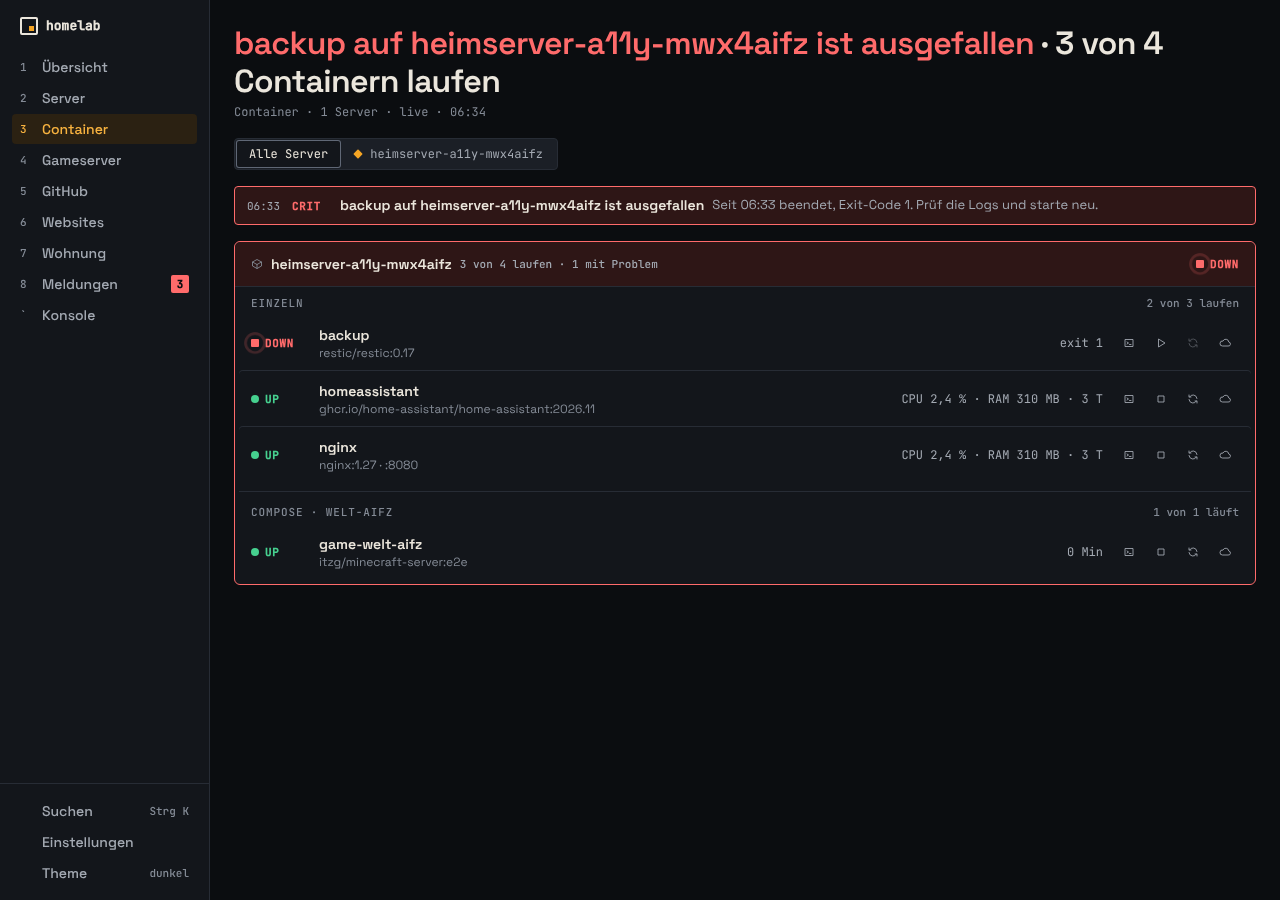 homelab
1 Übersicht
2 Server
3 Container
4 Gameserver
5 GitHub
6 Websites
7 Wohnung
8 Meldungen 3
` Konsole
Suchen Strg K
Einstellungen
Theme dunkel
backup auf heimserver-a11y-mwx4aifz ist ausgefallen · 3 von 4
Containern laufen
Container · 1 Server · live · 06:34
Alle Server heimserver-a11y-mwx4aifz
06:33 CRIT backup auf heimserver-a11y-mwx4aifz ist ausgefallen Seit 06:33 beendet, Exit-Code 1. Prüf die Logs und starte neu.
heimserver-a11y-mwx4aifz 3 von 4 laufen · 1 mit Problem DOWN
EINZELN 2 von 3 laufen
DOWN backup exit 1
restic/restic:0.17
UP homeassistant CPU 2,4 % · RAM 310 MB · 3 T
ghcr.io/home-assistant/home-assistant:2026.11
UP nginx CPU 2,4 % · RAM 310 MB · 3 T
nginx:1.27 · :8080
COMPOSE · WELT-AIFZ 1 von 1 läuft
UP game-welt-aifz 0 Min
itzg/minecraft-server:e2e